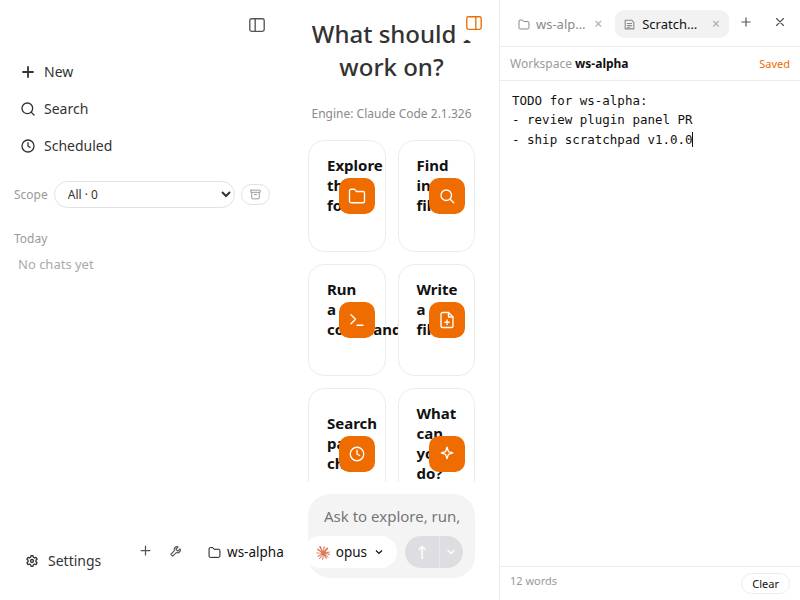 New
Search
Scheduled
Scope
All · 0
Today
No chats yet
Settings
What should
work on?
Engine: Claude Code 2.1.326
Explore
Find
Run
a
Write
a
Search
What
can
do?
Ask to explore, run,
ws-alpha
opus
ws-alp...
Scratch...
Workspace ws-alpha
Saved
TODO for ws-alpha:
- review plugin panel PR
- ship scratchpad v1.0.0
12 words
Clear